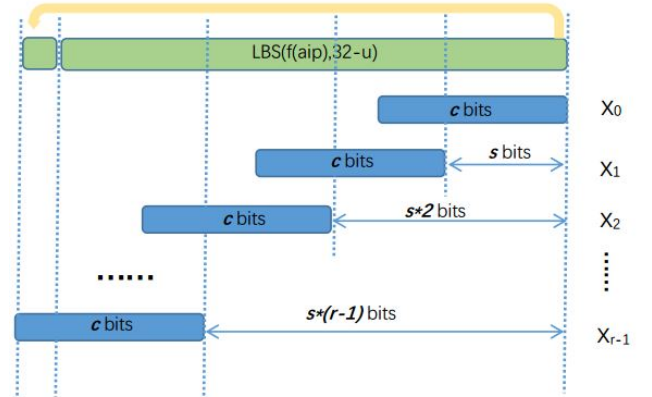 LBS(f(aip),32-u)
c bits X0
c bits s bits X1
c bits s*2 bits X2
...... ......
c bits s*(r-1) bits Xr-1